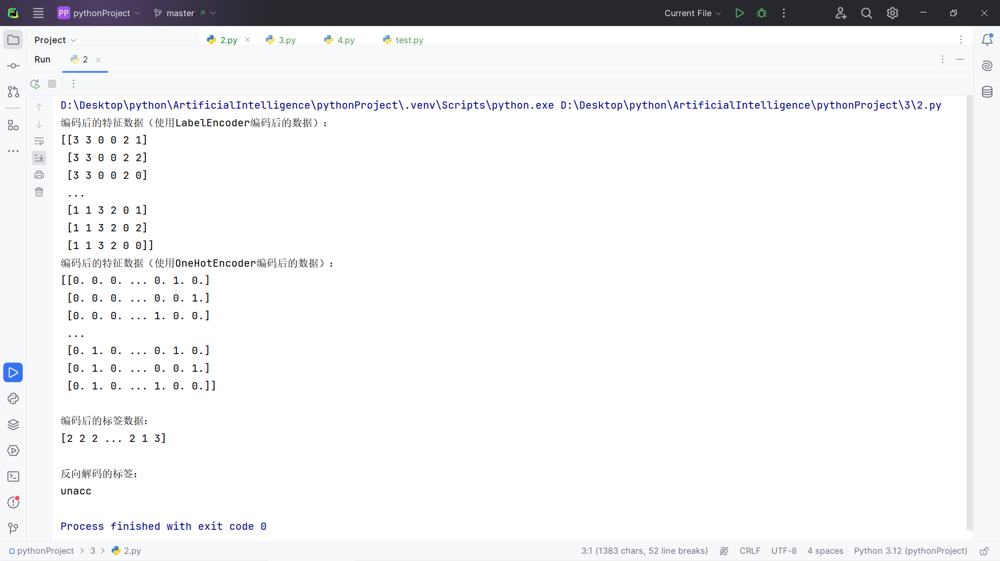 PP pythonProject master Current File
Project 2.py 3.py 4.py test.py
Run 2
D:\Desktop\python\ArtificialIntelligence\pythonProject\.venv\Scripts\python.exe D:\Desktop\python\ArtificialIntelligence\pythonProject\3\2.py
编码后的特征数据（使用LabelEncoder编码后的数据）:
[[3 3 0 0 2 1]
 [3 3 0 0 2 2]
 [3 3 0 0 2 0]
 ...
 [1 1 3 2 0 1]
 [1 1 3 2 0 2]
 [1 1 3 2 0 0]]
编码后的特征数据（使用OneHotEncoder编码后的数据）:
[[0. 0. 0. ... 0. 1. 0.]
 [0. 0. 0. ... 0. 0. 1.]
 [0. 0. 0. ... 1. 0. 0.]
 ...
 [0. 1. 0. ... 0. 1. 0.]
 [0. 1. 0. ... 0. 0. 1.]
 [0. 1. 0. ... 1. 0. 0.]]
编码后的标签数据:
[2 2 2 ... 2 1 3]
反向解码的标签:
unacc
Process finished with exit code 0
pythonProject > 3 > 2.py 3:1 (1383 chars, 52 line breaks) CRLF UTF-8 4 spaces Python 3.12 (pythonProject)